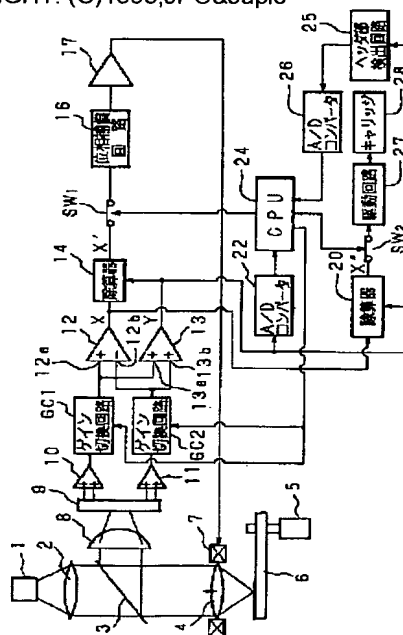 17
16
位相補償
回路
SW1
X'
14
除算器
X
Y
12
12a
12b
13
13a
13b
GC1
ゲイン
切換回路
ゲイン
切換回路
GC2
10
11
9
8
7
1
2
3
4
5
6
25
ヘッダ部
検出回路
26
A/D
コンバータ
24
CPU
22
A/D
コンバータ
28
キャリッジ
27
駆動回路
SW2
X"
20
除算器